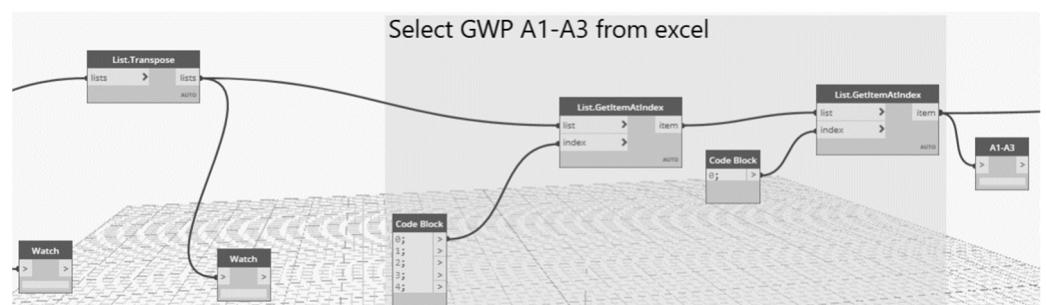 Select GWP A1-A3 from excel
List.Transpose
lists > lists
AUTO
List.GetItemAtIndex
list > item
index >
AUTO
List.GetItemAtIndex
list > item
index >
AUTO
Code Block
0; >
A1-A3
> >
Code Block
0; >
1; >
2; >
3; >
4; >
Watch
> >
Watch
> >